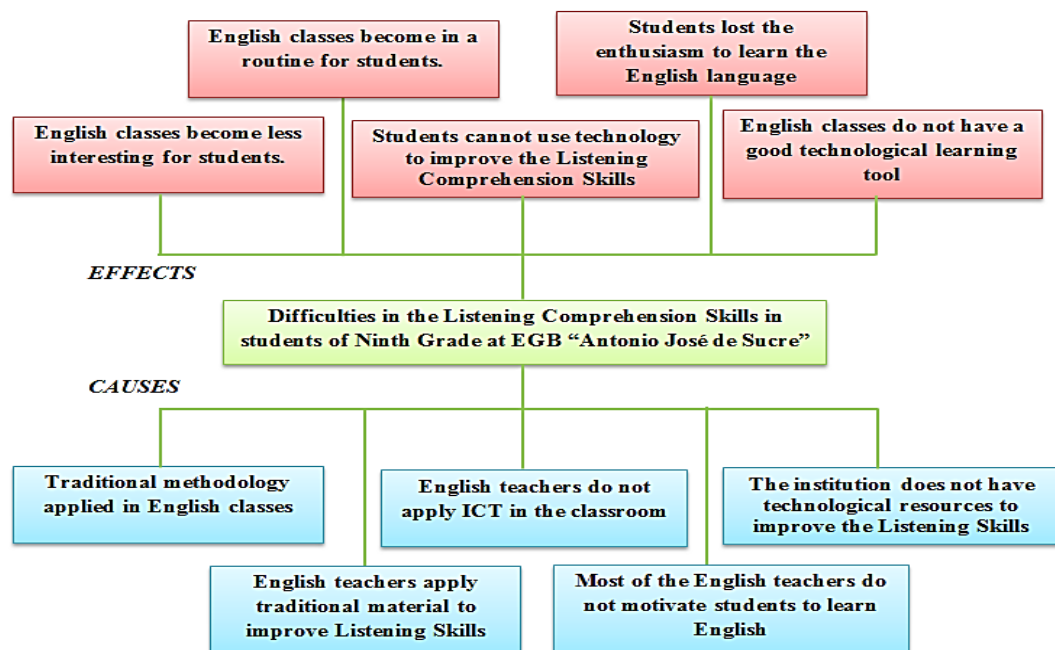 English classes become in a
routine for students.
Students lost the
enthusiasm to learn the
English language
English classes become less
interesting for students.
Students cannot use technology
to improve the Listening
Comprehension Skills
English classes do not have a
good technological learning
tool
EFFECTS
Difficulties in the Listening Comprehension Skills in
students of Ninth Grade at EGB “Antonio José de Sucre”
CAUSES
Traditional methodology
applied in English classes
English teachers do not
apply ICT in the classroom
The institution does not have
technological resources to
improve the Listening Skills
English teachers apply
traditional material to
improve Listening Skills
Most of the English teachers do
not motivate students to learn
English